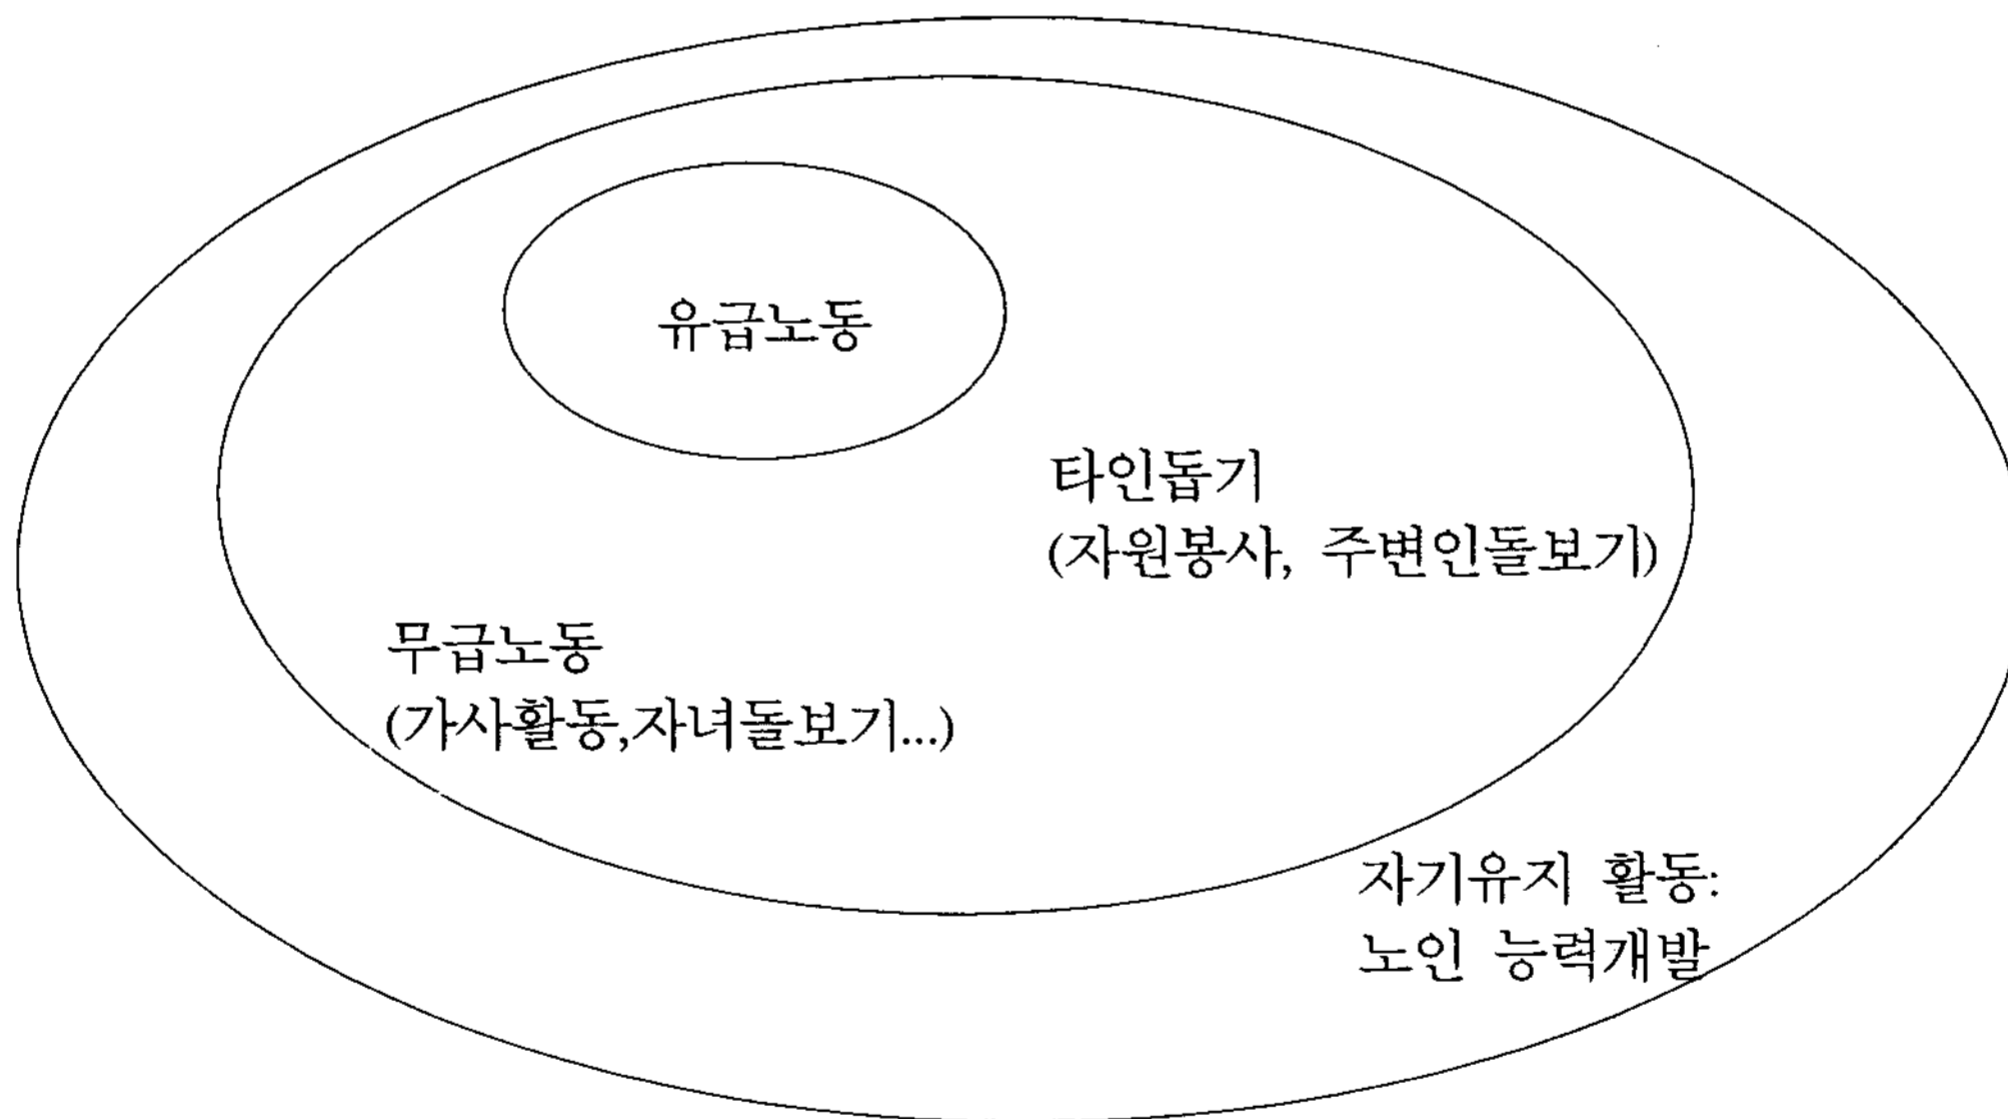 유급노동
타인돕기
(자원봉사, 주변인돌보기)
무급노동
(가사활동,자녀돌보기...)
자기유지 활동:
노인 능력개발